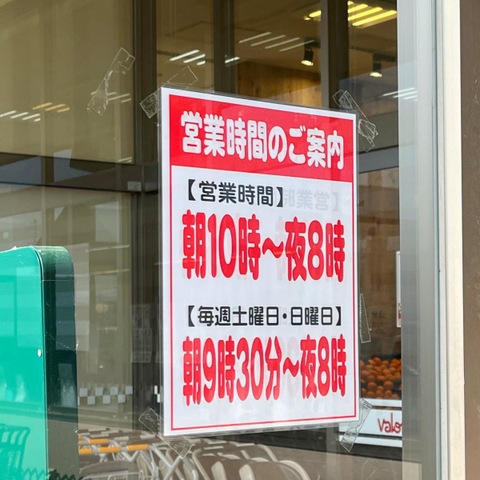 営業時間のご案内
【営業時間】
朝10時～夜8時
【毎週土曜日・日曜日】
朝9時30分～夜8時